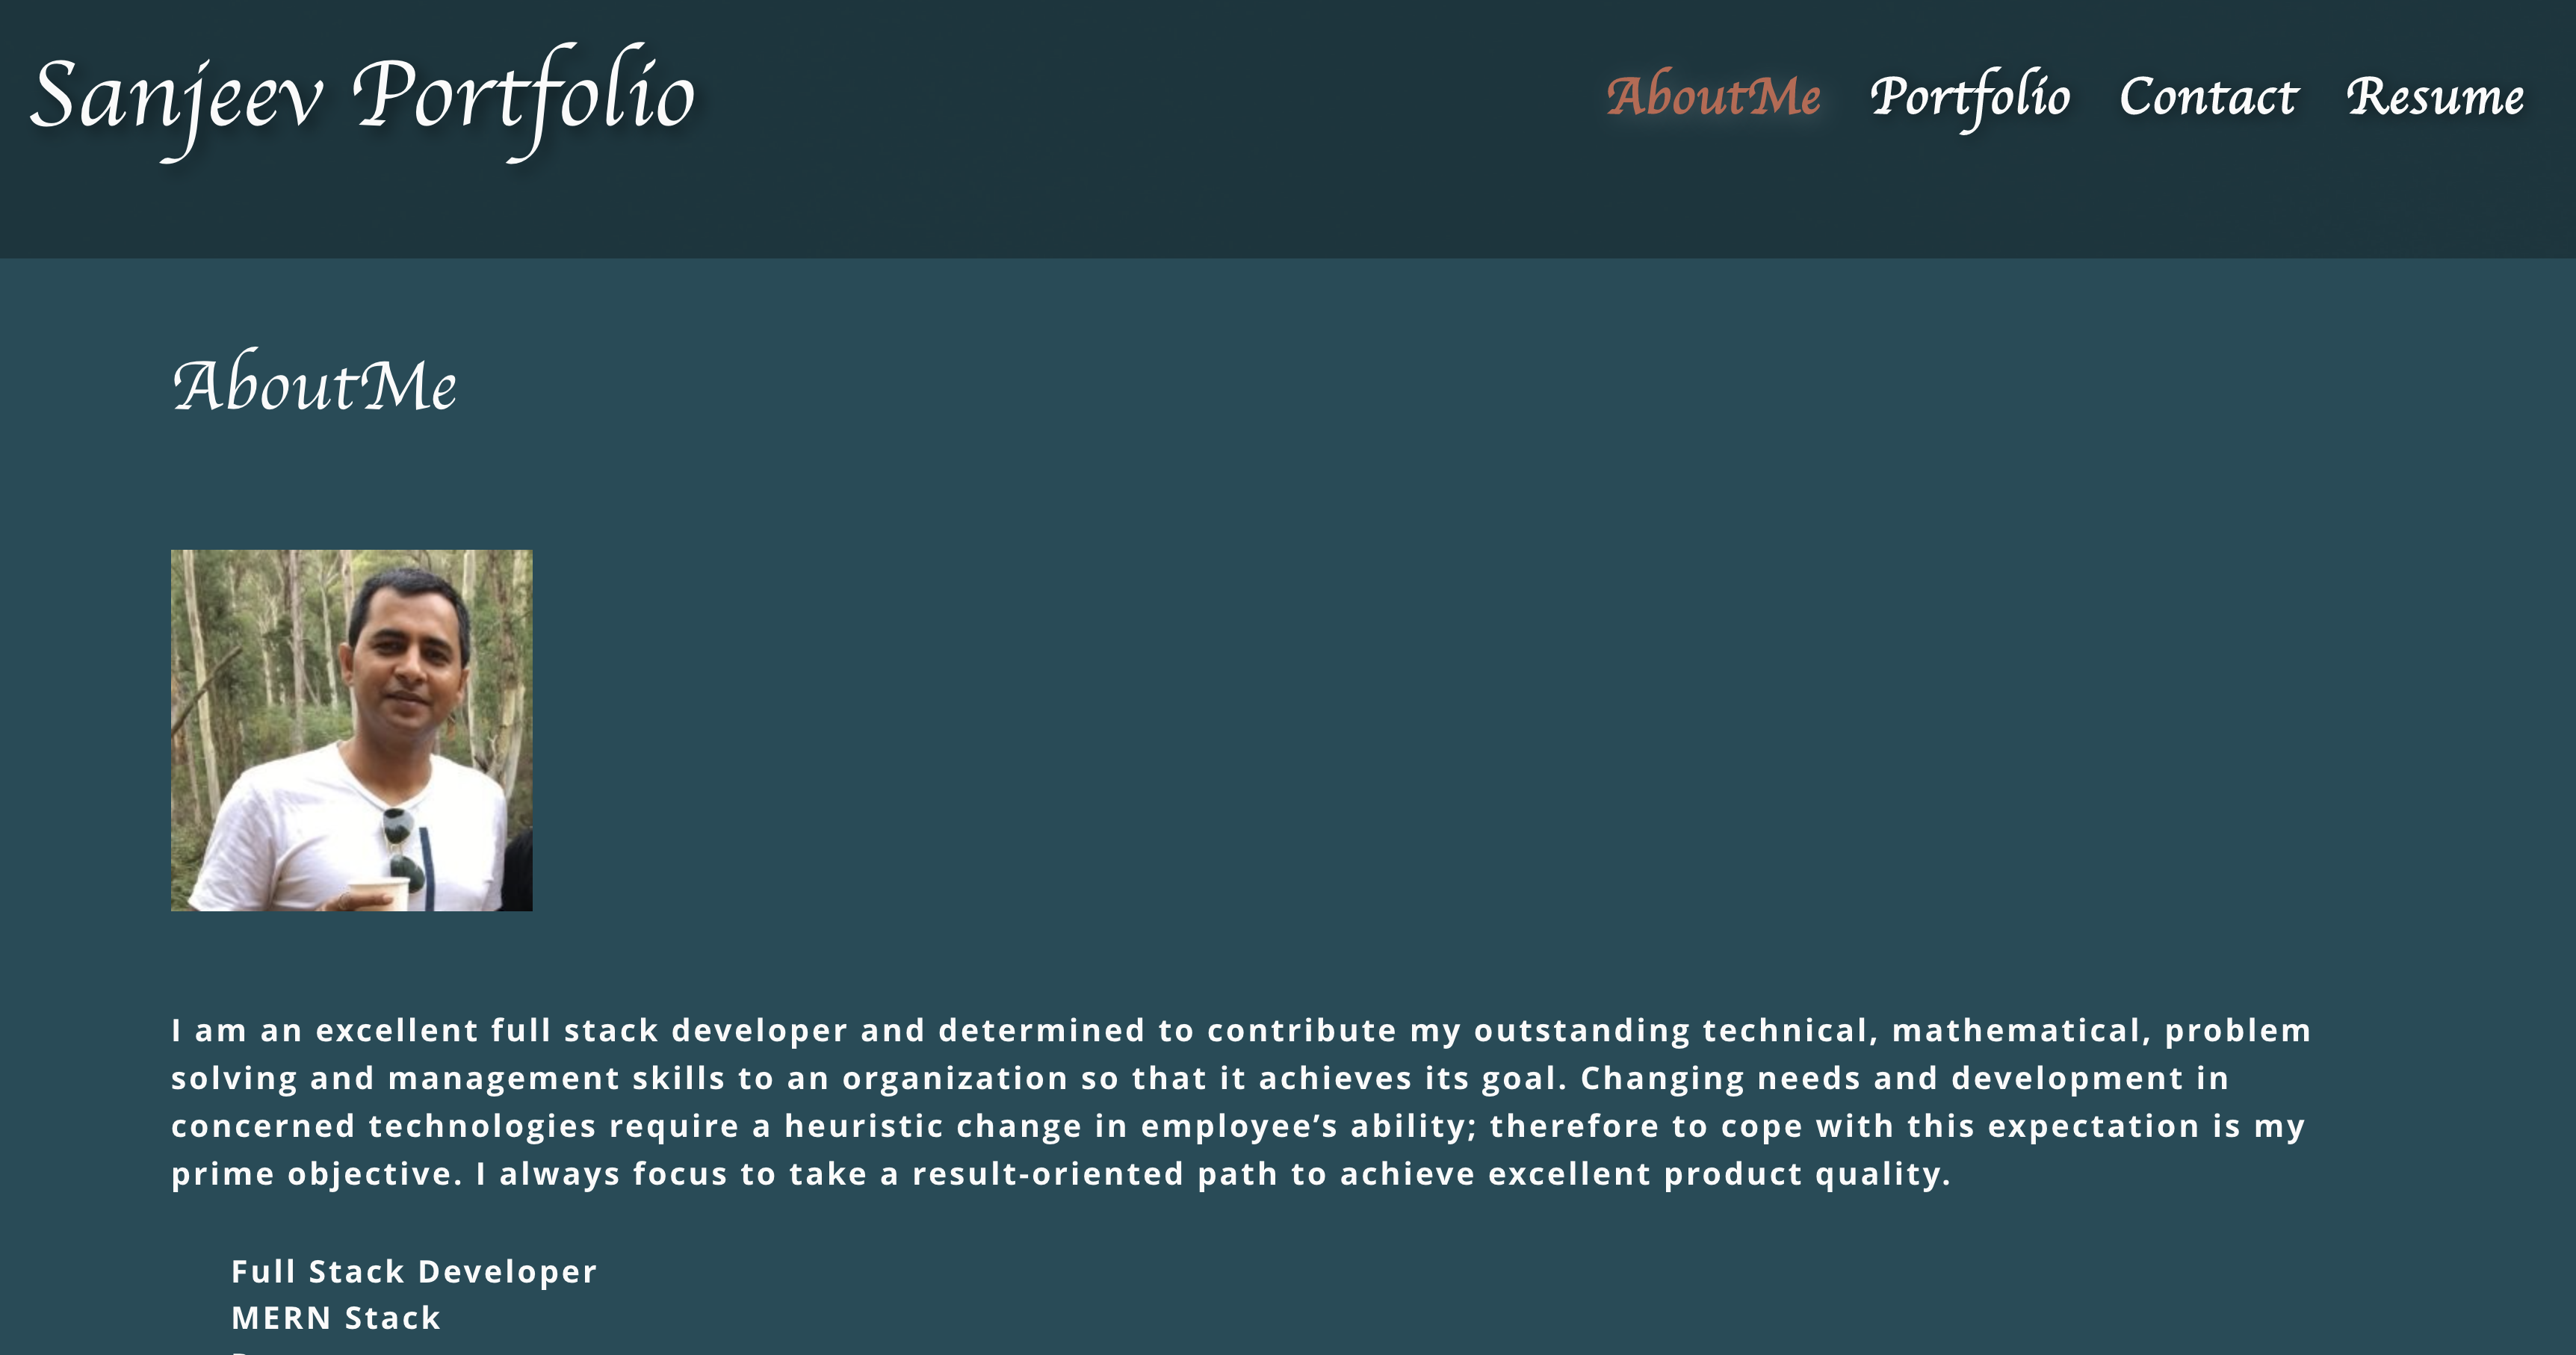 Sanjeev Portfolio
AboutMe Portfolio Contact Resume
AboutMe
I am an excellent full stack developer and determined to contribute my outstanding technical, mathematical, problem
solving and management skills to an organization so that it achieves its goal. Changing needs and development in
concerned technologies require a heuristic change in employee’s ability; therefore to cope with this expectation is my
prime objective. I always focus to take a result-oriented path to achieve excellent product quality.
Full Stack Developer
MERN Stack